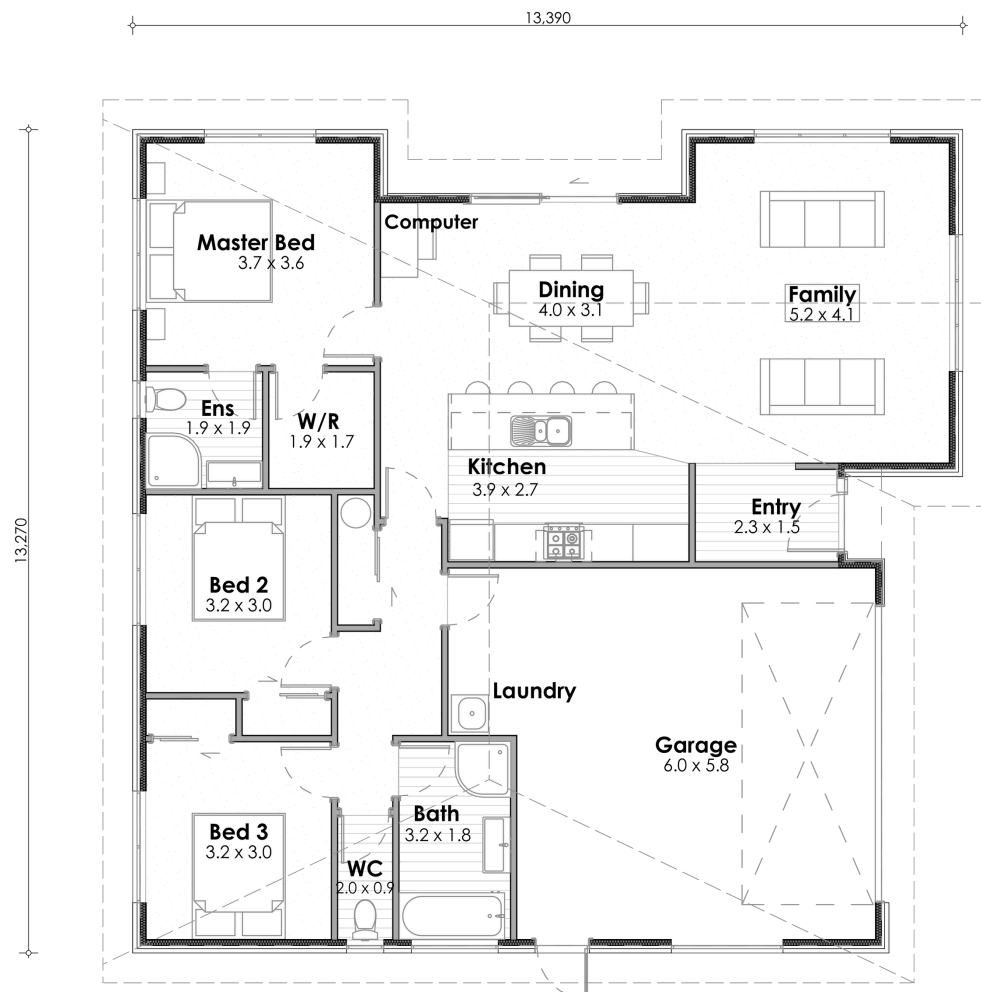 13,390
13,270
Computer
Master Bed
3.7 x 3.6
Dining
4.0 x 3.1
Family
5.2 x 4.1
Ens
1.9 x 1.9
W/R
1.9 x 1.7
Kitchen
3.9 x 2.7
Entry
2.3 x 1.5
Bed 2
3.2 x 3.0
Laundry
Garage
6.0 x 5.8
Bath
3.2 x 1.8
Bed 3
3.2 x 3.0
WC
2.0 x 0.9